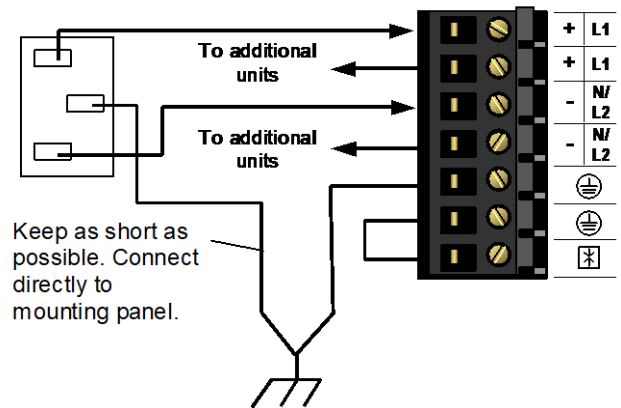 + L1
To additional
units
+ L1
- N/
L2
To additional
units
- N/
L2
Keep as short as
possible. Connect
directly to
mounting panel.